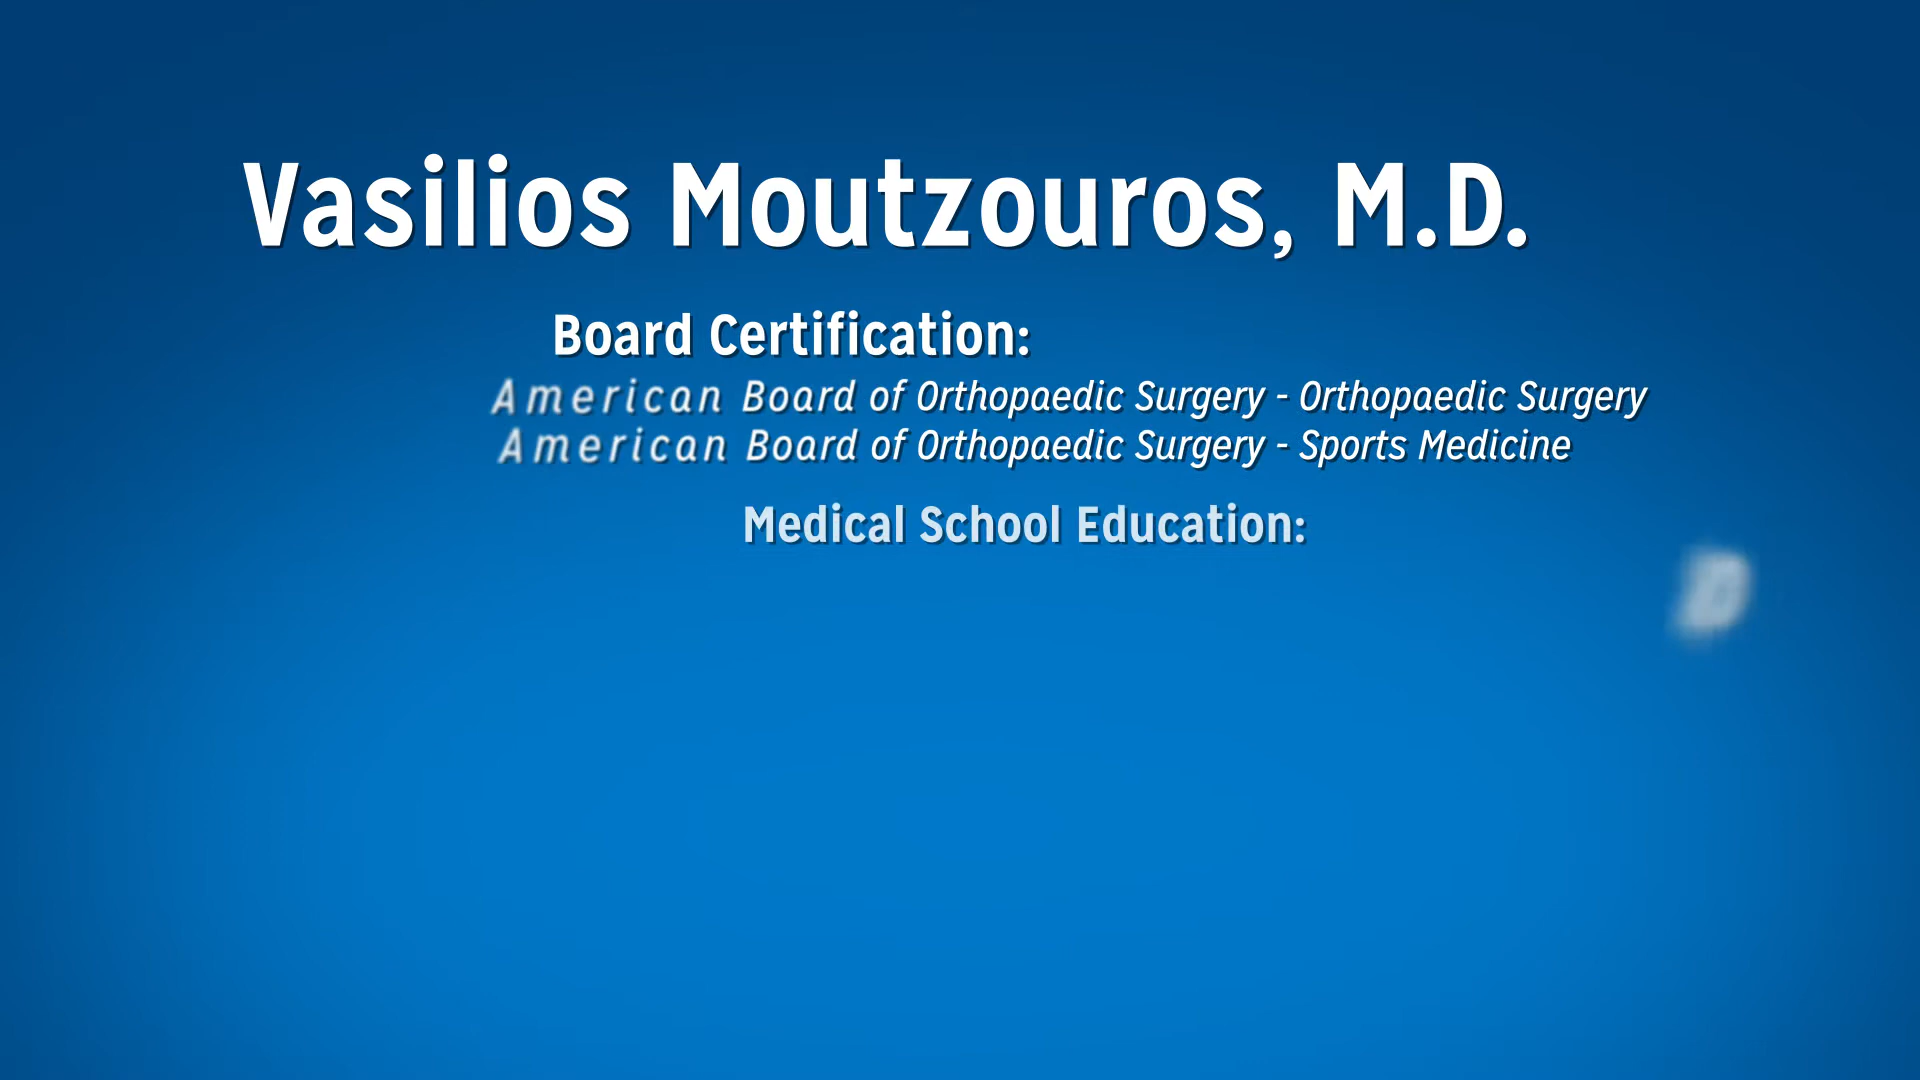 Vasilios Moutzouros, M.D.
Board Certification:
American Board of Orthopaedic Surgery - Orthopaedic Surgery
American Board of Orthopaedic Surgery - Sports Medicine
Medical School Education: